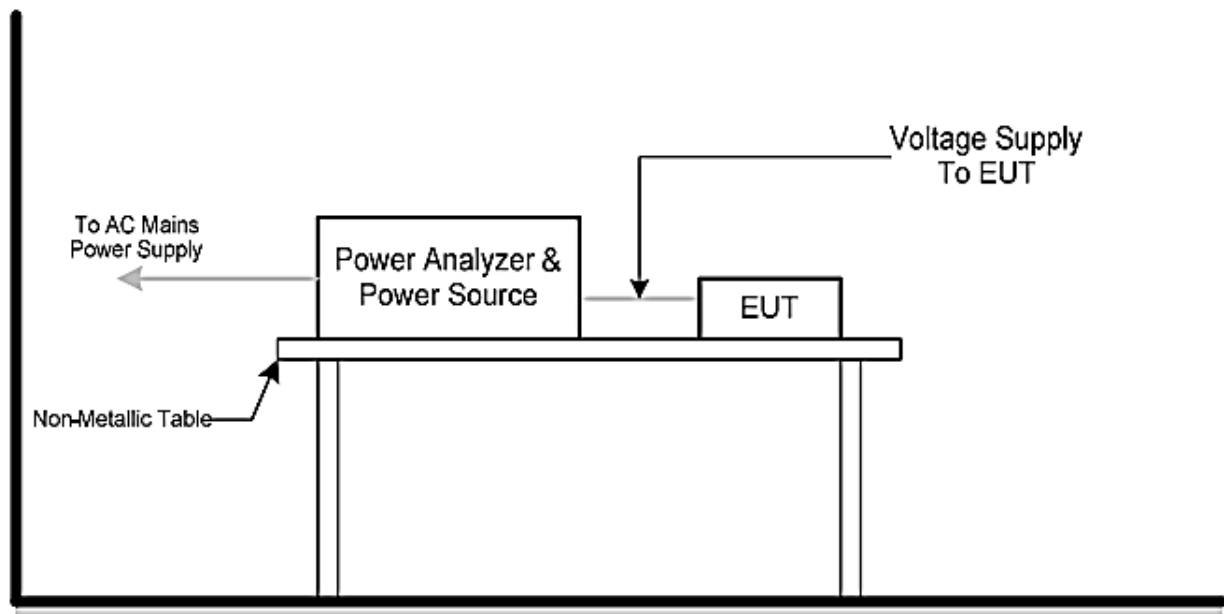 Voltage Supply
To EUT
To AC Mains
Power Supply
Power Analyzer &
Power Source
EUT
Non-Metallic Table